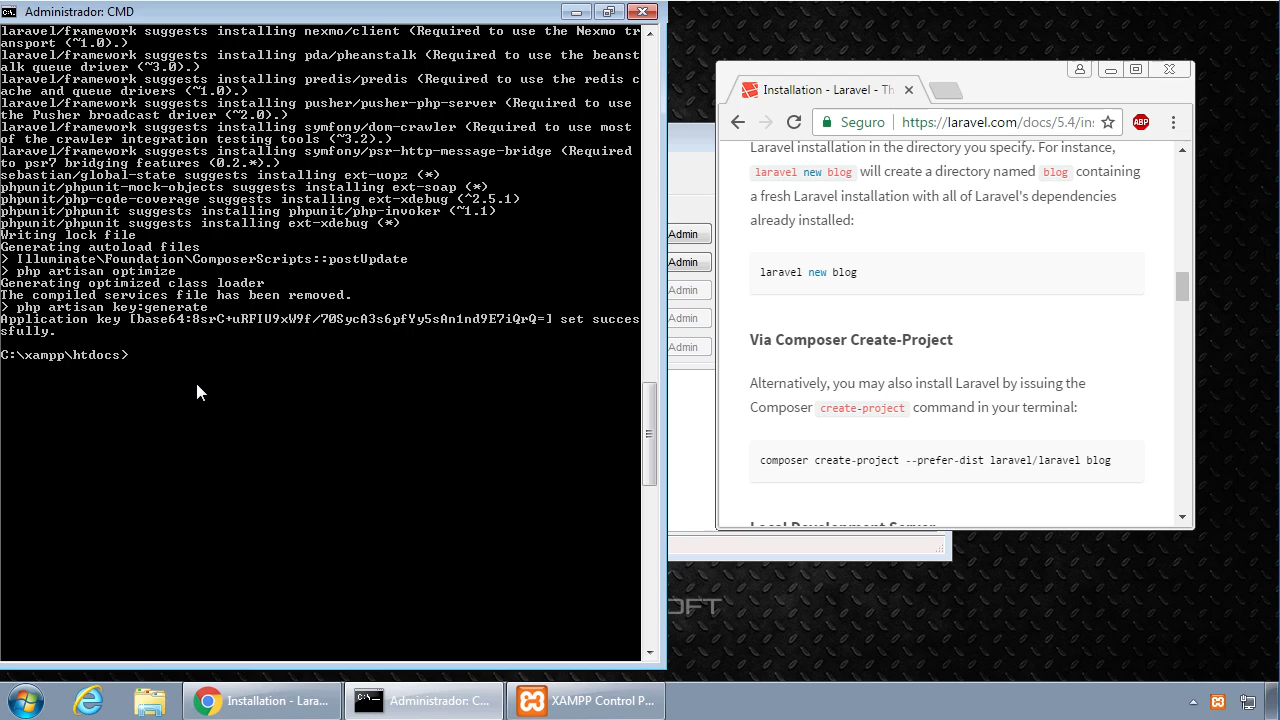 Administrador: CMD
laravel/framework suggests installing nexmo/client (Required to use the Nexmo tr
ansport (~1.0).)
laravel/framework suggests installing pda/pheanstalk (Required to use the beanst
alk queue driver (~3.0).)
laravel/framework suggests installing predis/predis (Required to use the redis c
ache and queue drivers (~1.0).)
laravel/framework suggests installing pusher/pusher-php-server (Required to use
the Pusher broadcast driver (~2.0).)
laravel/framework suggests installing symfony/dom-crawler (Required to use most
of the crawler integration testing tools (~3.2).)
laravel/framework suggests installing symfony/psr-http-message-bridge (Required
to psr7 bridging features (0.2.*).)
sebastian/global-state suggests installing ext-uopz (*)
phpunit/phpunit-mock-objects suggests installing ext-soap (*)
phpunit/php-code-coverage suggests installing ext-xdebug (^2.5.1)
phpunit/phpunit suggests installing phpunit/php-invoker (~1.1)
phpunit/phpunit suggests installing ext-xdebug (*)
Writing lock file
Generating autoload files
> Illuminate\Foundation\ComposerScripts::postUpdate
> php artisan optimize
Generating optimized class loader
The compiled services file has been removed.
> php artisan key:generate
Application key [base64:8srC+uRFIU9xW9f/70SycA3s6pfYy5sAn1nd9E7iQrQ=] set succes
sfully.
C:\xampp\htdocs>
Installation - Laravel - Th
Seguro
https://laravel.com/docs/5.4/ins
ABP
Laravel installation in the directory you specify. For instance,
laravel new blog will create a directory named blog containing
a fresh Laravel installation with all of Laravel's dependencies
already installed:
laravel new blog
Via Composer Create-Project
Alternatively, you may also install Laravel by issuing the
Composer create-project command in your terminal:
composer create-project --prefer-dist laravel/laravel blog
Local Development Server
Admin
Admin
Admin
Admin
Admin
OFT
Installation - Lara...
Administrador: C...
XAMPP Control P...